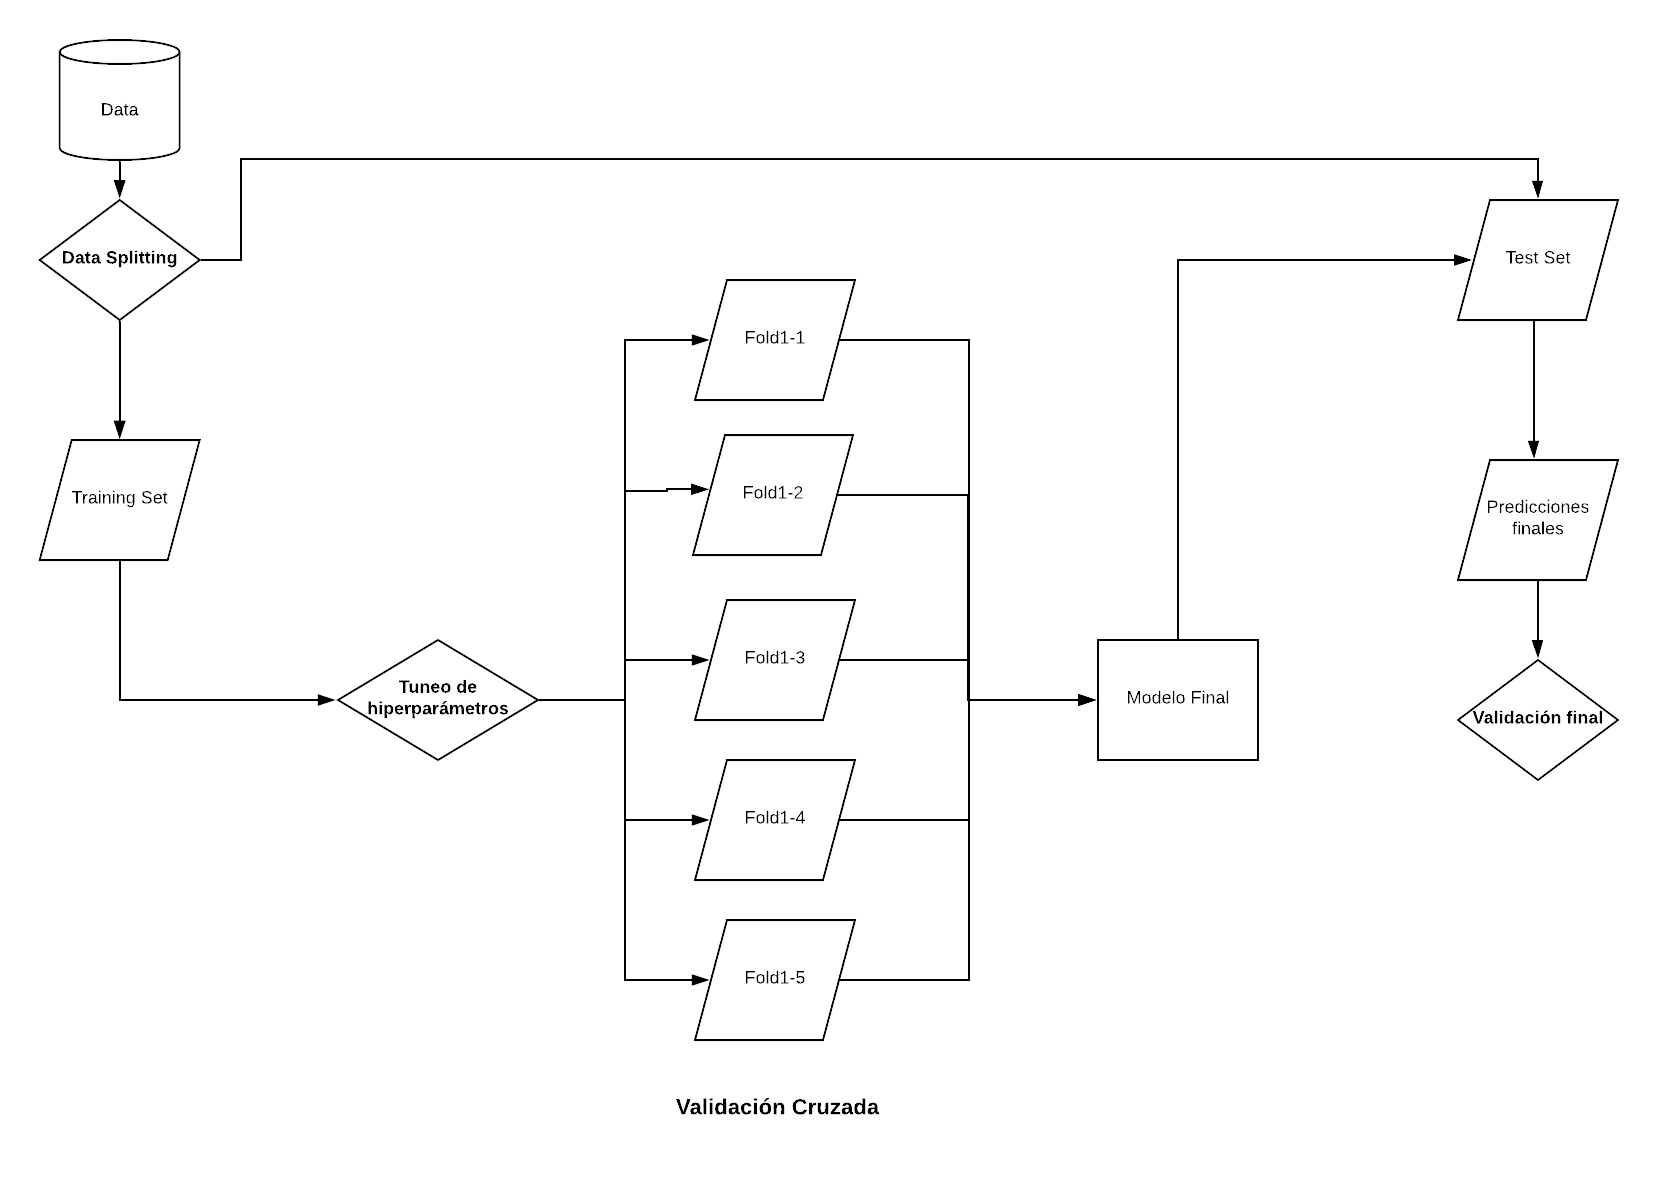 Data
Data Splitting
Training Set
Tuneo de
hiperparámetros
Fold1-1
Fold1-2
Fold1-3
Fold1-4
Fold1-5
Validación Cruzada
Modelo Final
Test Set
Predicciones
finales
Validación final